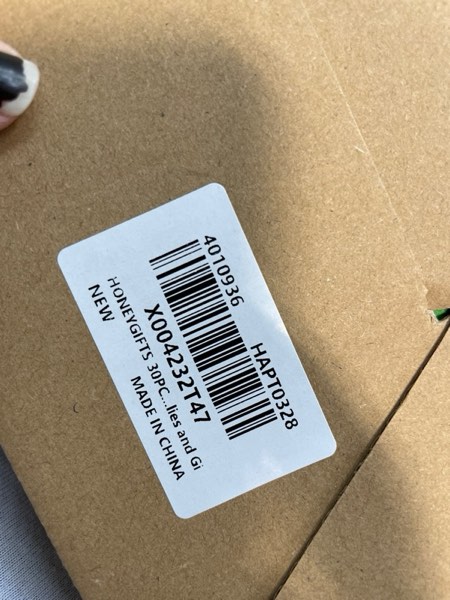 4010936 HAPT0328
X004232T47
HONEYGIFTS 30PC...lies and Gi
NEW MADE IN CHINA